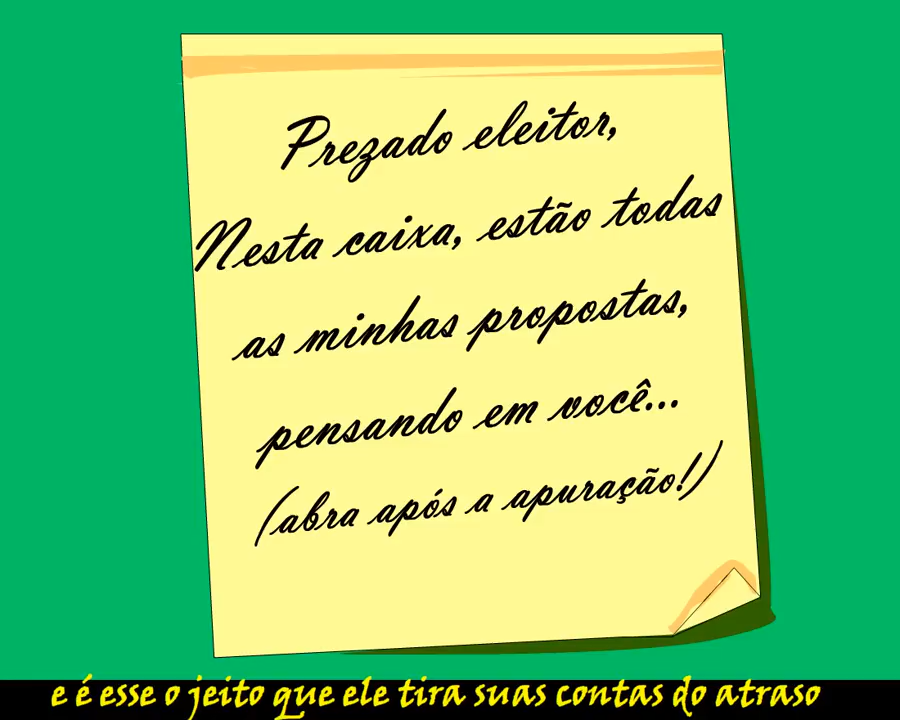 Prezado eleitor,
Nesta caixa, estão todas
as minhas propostas,
pensando em você...
(abra após a apuração!)
e é esse o jeito que ele tira suas contas do atraso